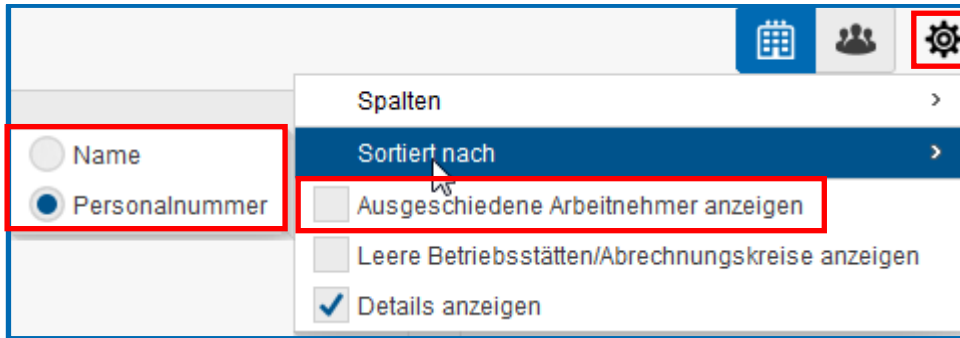 Spalten
Name
Sortiert nach
Personalnummer
Ausgeschiedene Arbeitnehmer anzeigen
Leere Betriebsstätten/Abrechnungskreise anzeigen
Details anzeigen